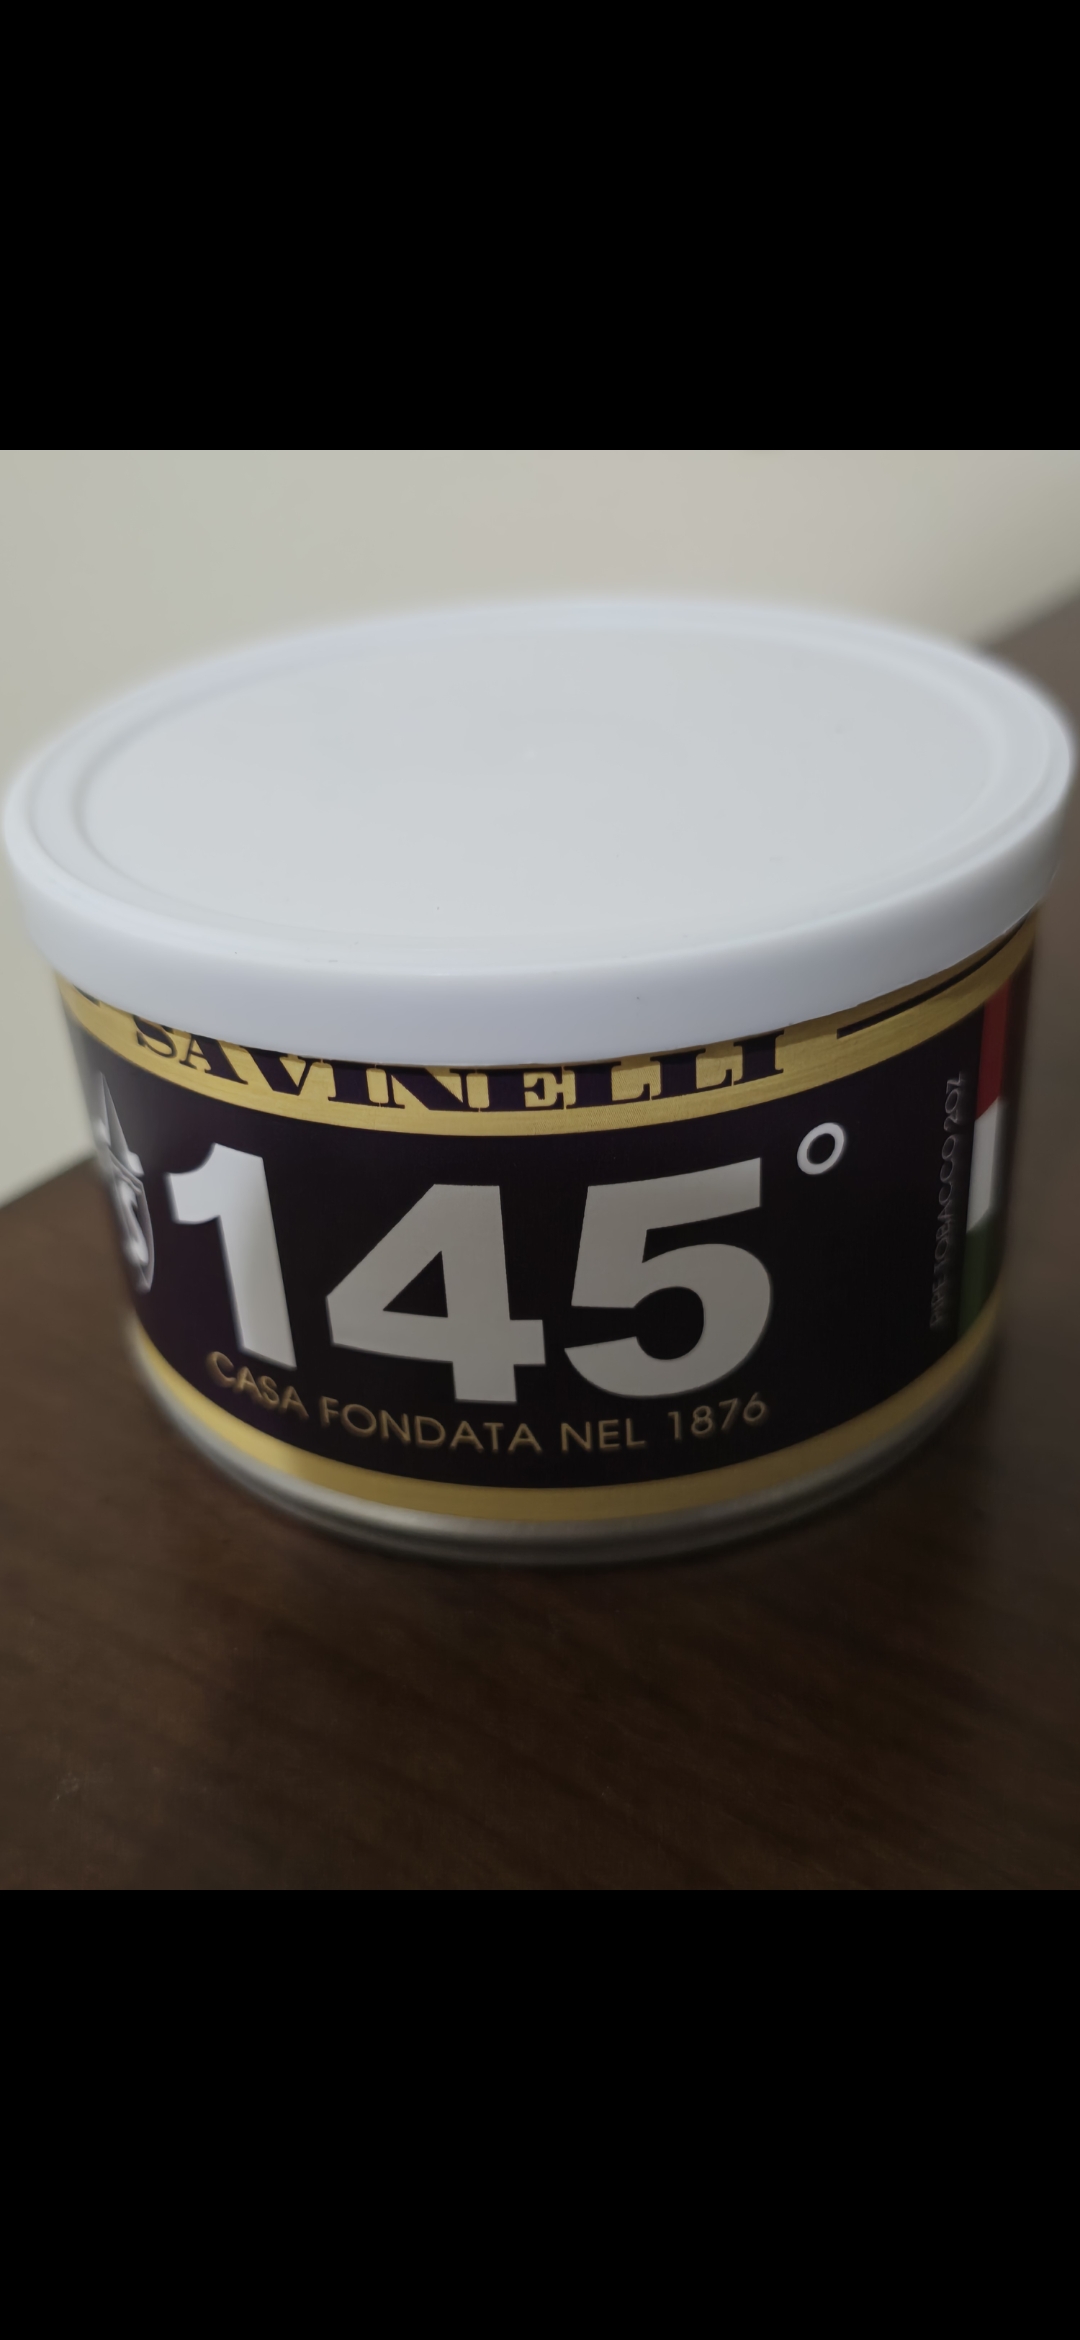 SAVINELLI
145°
CASA FONDATA NEL 1876
PIPE TOBACCO 2OZ
S